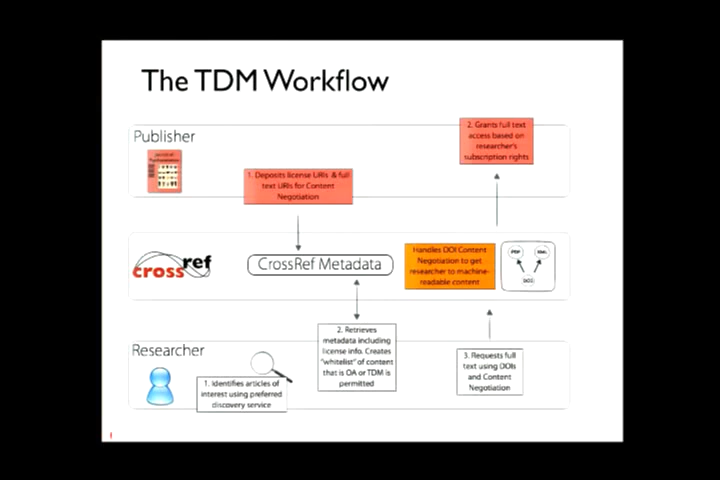 The TDM Workflow
Publisher
1. Deposits license URIs & full
text URIs for Content
Negotiation
2. Grants full text
access based on
researcher's
subscription rights
crossref
CrossRef Metadata
Handles DOI Content
Negotiation to get
researcher to machine-
readable content
PDF
XML
DOI
Researcher
1. Identifies articles of
interest using preferred
discovery service
2. Retrieves
metadata including
license info. Creates
"whitelist" of content
that is OA or TDM is
permitted
3. Requests full
text using DOIs
and Content
Negotiation